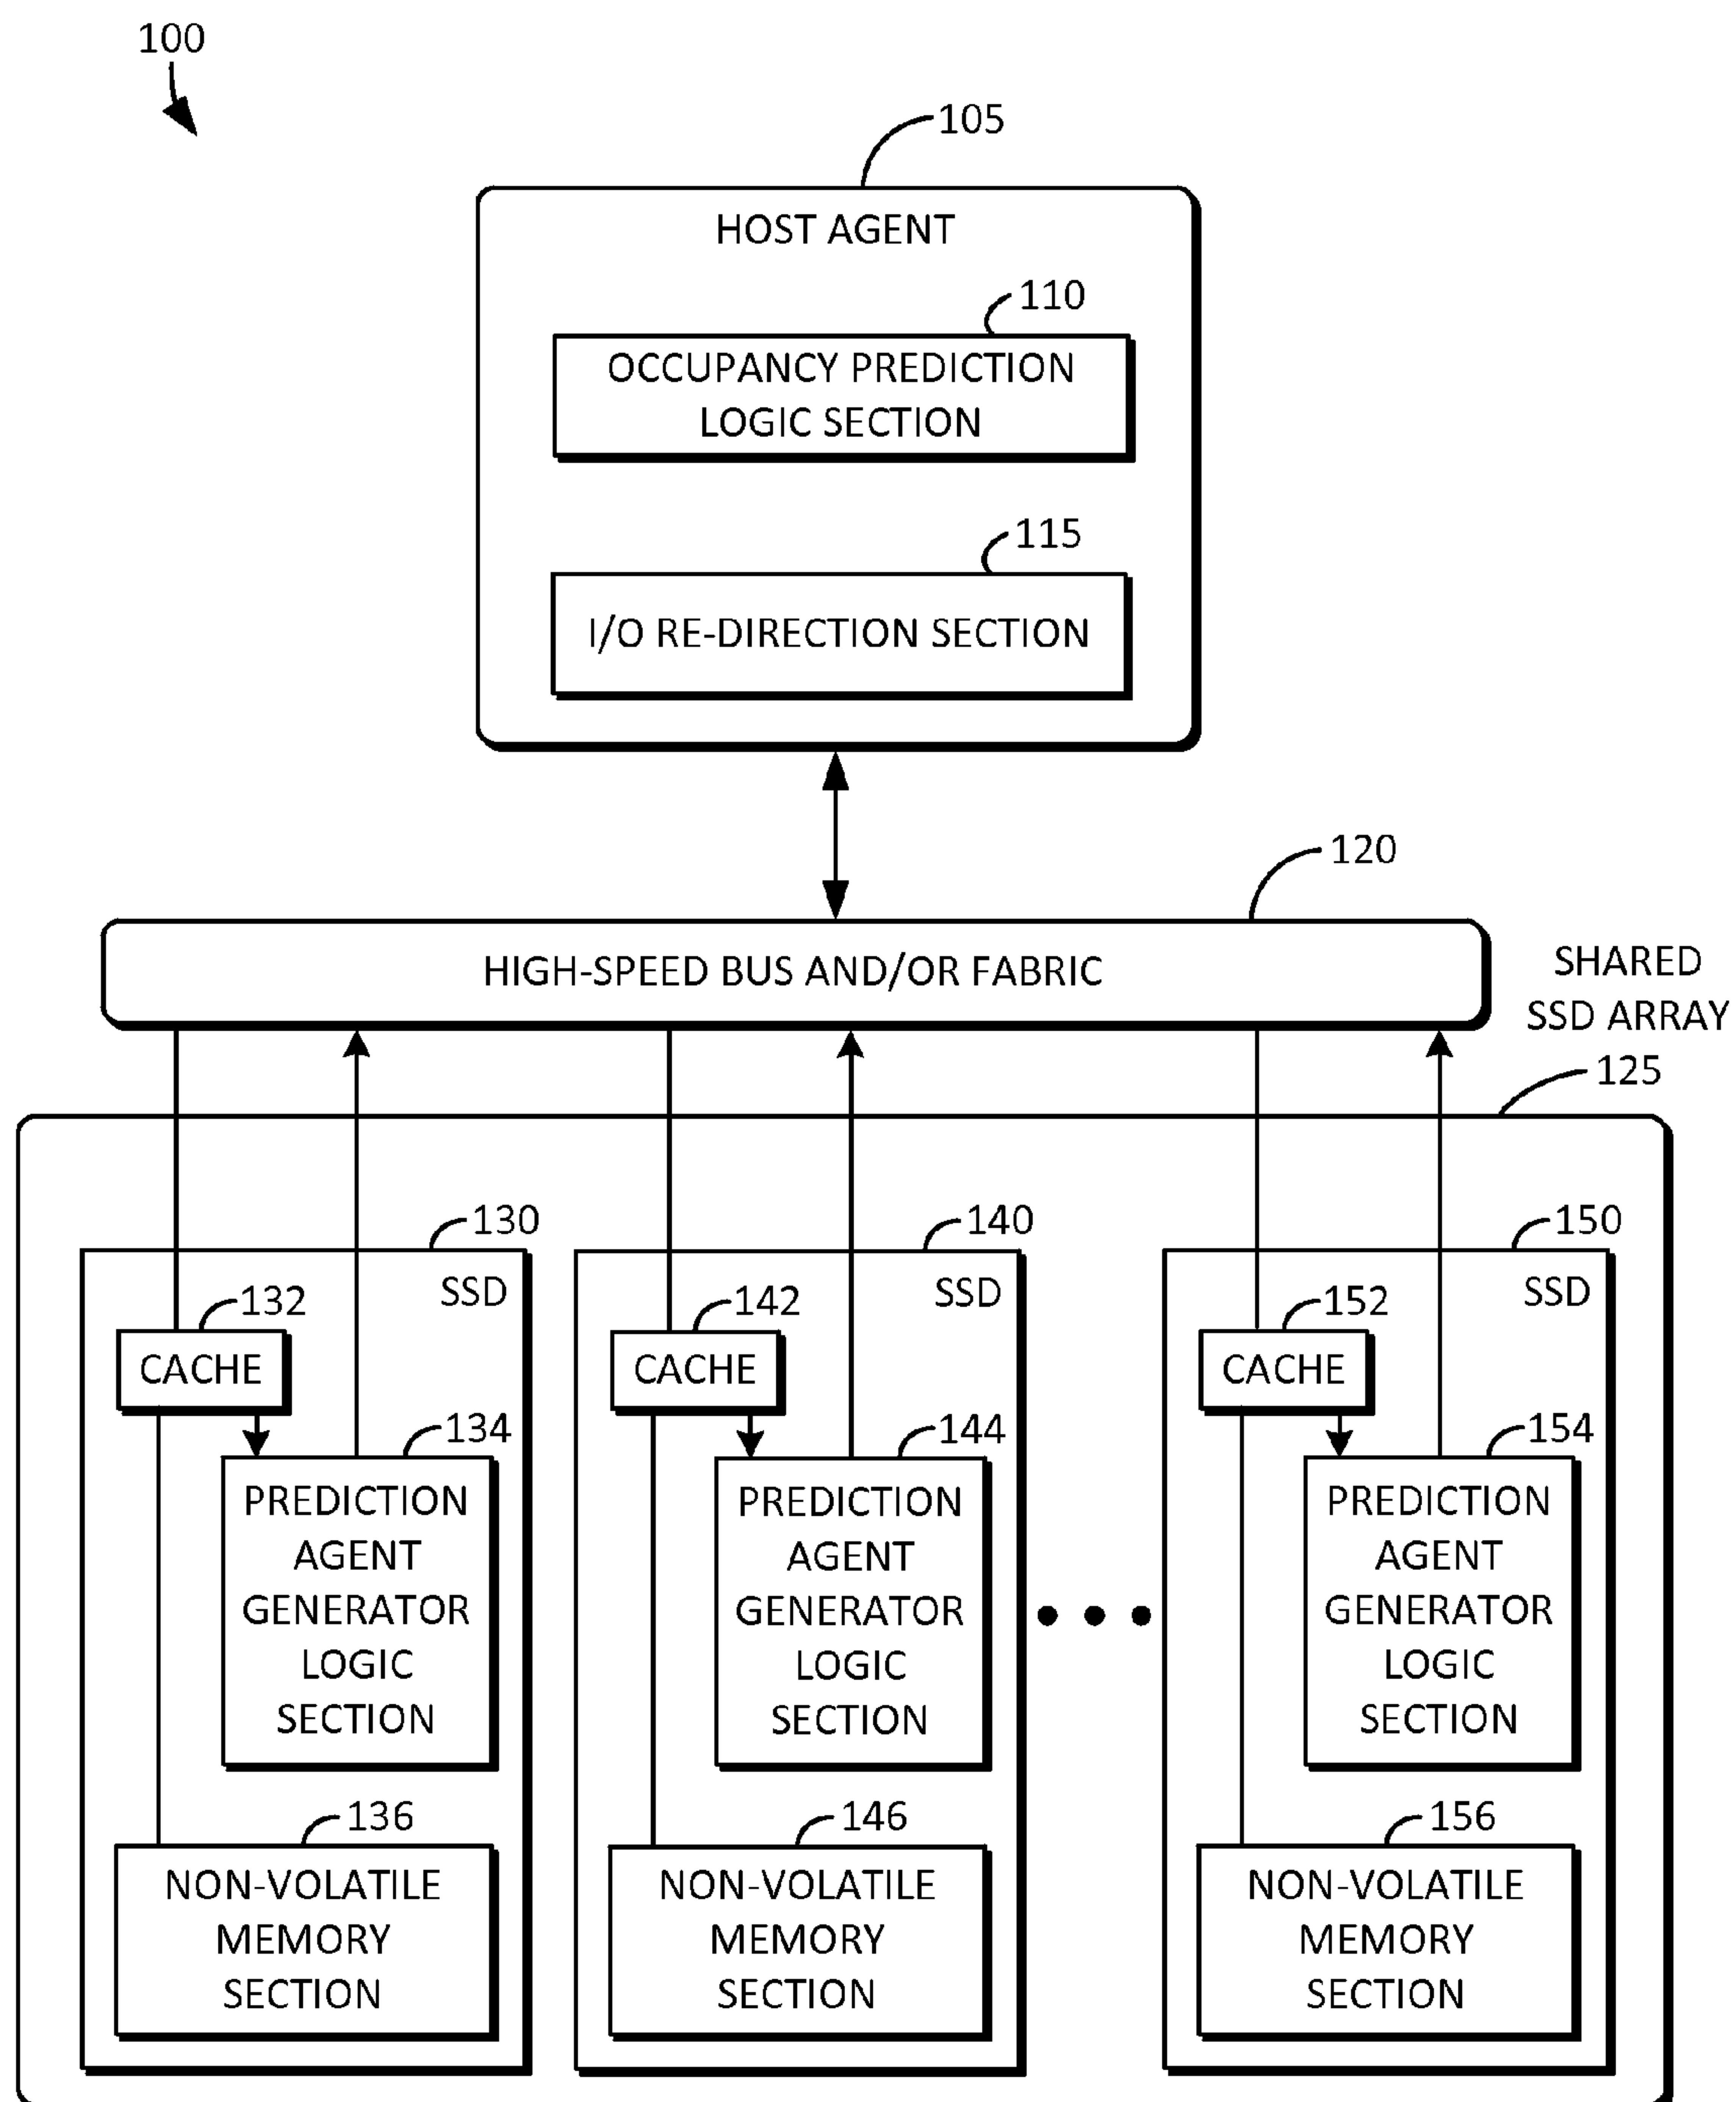 100
105
HOST AGENT
110
OCCUPANCY PREDICTION
LOGIC SECTION
115
I/O RE-DIRECTION SECTION
120
HIGH-SPEED BUS AND/OR FABRIC
SHARED
SSD ARRAY
125
130
SSD
132
CACHE
134
PREDICTION
AGENT
GENERATOR
LOGIC
SECTION
136
NON-VOLATILE
MEMORY
SECTION
140
SSD
142
CACHE
144
PREDICTION
AGENT
GENERATOR
LOGIC
SECTION
146
NON-VOLATILE
MEMORY
SECTION
150
SSD
152
CACHE
154
PREDICTION
AGENT
GENERATOR
LOGIC
SECTION
156
NON-VOLATILE
MEMORY
SECTION